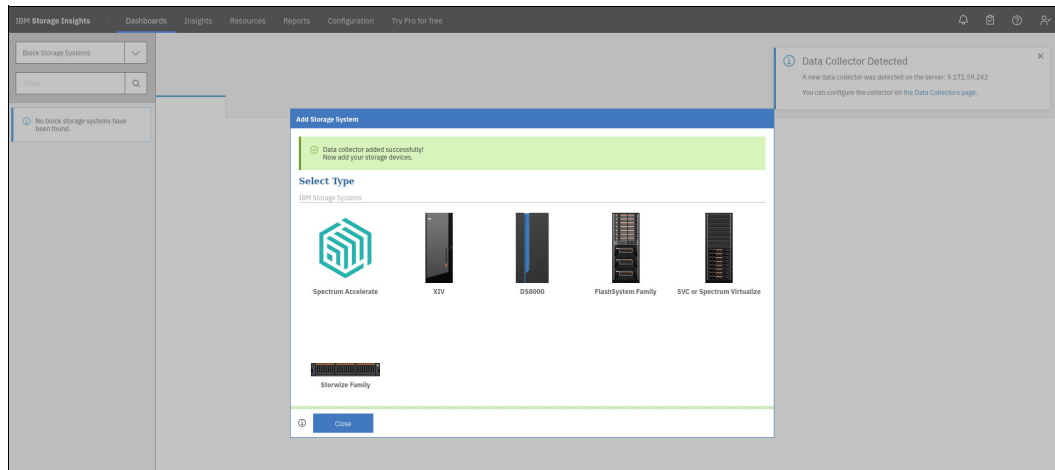 IBM Storage Insights
Dashboards
Insights
Resources
Reports
Configuration
Try Pro for free
Block Storage Systems
No block storage systems have
been found.
Data Collector Detected
A new data collector was detected on the server: 9.171.59.242
You can configure the collector on the Data Collectors page.
Add Storage System
Data collector added successfully!
Now add your storage devices.
Select Type
IBM Storage Systems
Spectrum Accelerate
XIV
DS8000
FlashSystem Family
SVC or Spectrum Virtualize
Storwize Family
Close